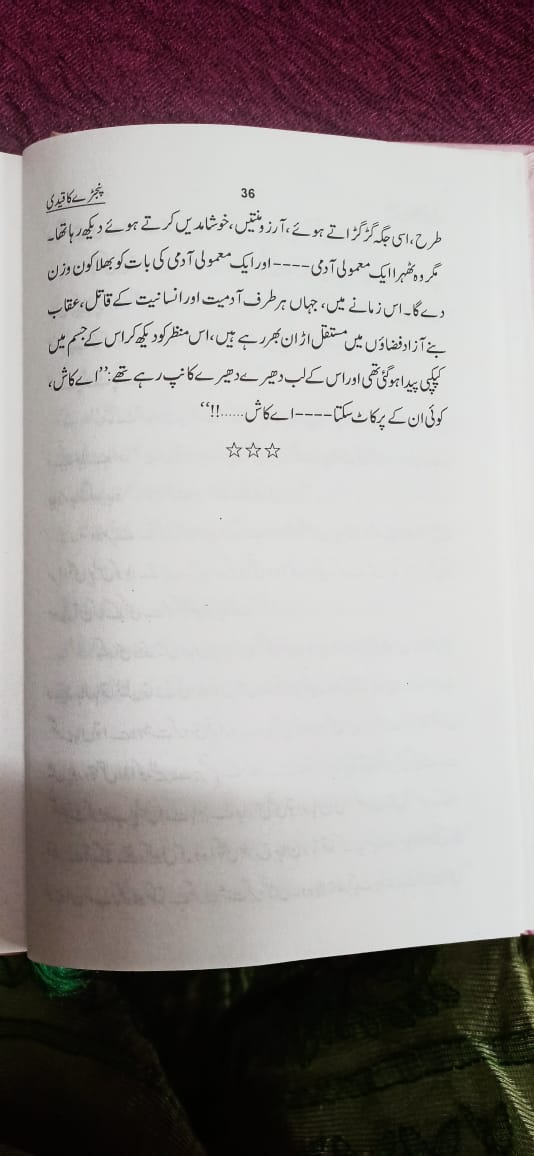 36
پنجڑے کا قیدی
طرح، اسی جگہ گڑگڑاتے ہوئے، آرزو منتیں، خوشامدیں کرتے ہوئے دیکھ رہا تھا۔
مگر وہ ٹھہرا ایک معمولی آدمی---- اور ایک معمولی آدمی کی بات کو بھلا کون وزن
دے گا۔ اس زمانے میں، جہاں ہر طرف آدمیت اور انسانیت کے قاتل، عقاب
بنے آزاد فضاؤں میں مستقل اڑان بھر رہے ہیں، اس منظر کو دیکھ کر اس کے جسم میں
کپکپی پیدا ہو گئی تھی اور اس کے لب دھیرے دھیرے کانپ رہے تھے: ”اے کاش،
کوئی ان کے پر کاٹ سکتا---- اے کاش......!!“
☆☆☆